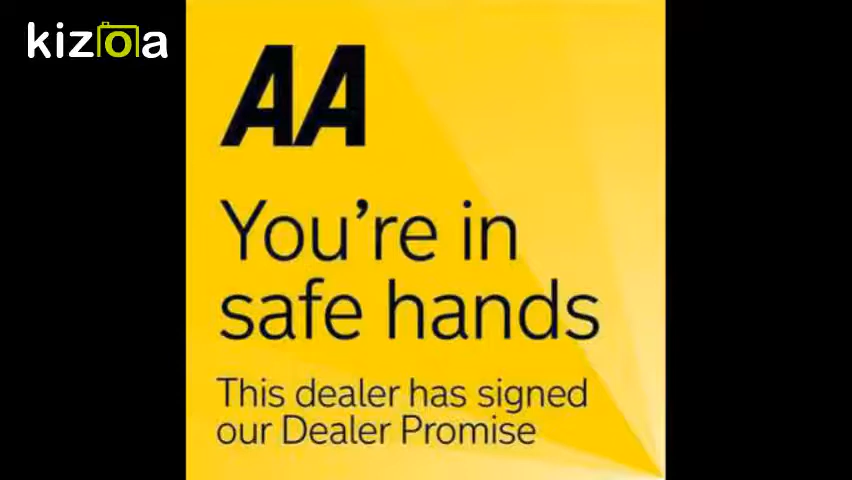 kizoa
AA
You're in
safe hands
This dealer has signed
our Dealer Promise